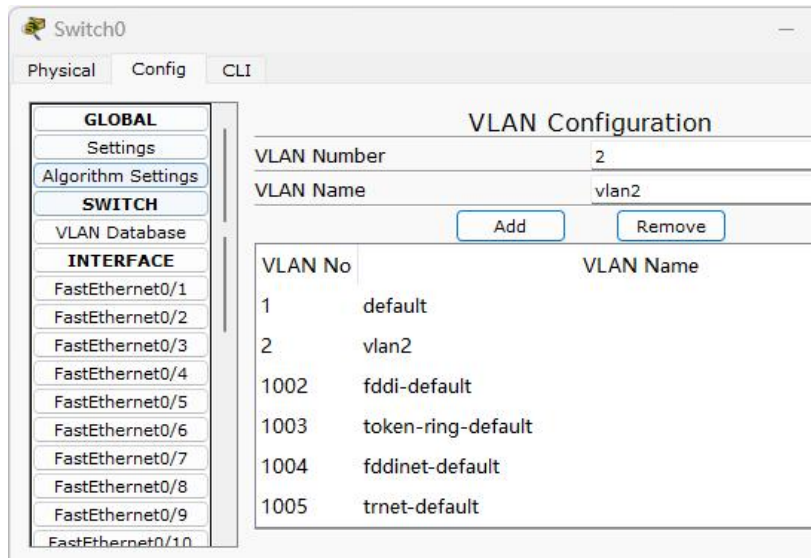 Switch0
Physical Config CLI
GLOBAL
Settings
Algorithm Settings
SWITCH
VLAN Database
INTERFACE
FastEthernet0/1
FastEthernet0/2
FastEthernet0/3
FastEthernet0/4
FastEthernet0/5
FastEthernet0/6
FastEthernet0/7
FastEthernet0/8
FastEthernet0/9
FastEthernet0/10
VLAN Configuration
VLAN Number 2
VLAN Name vlan2
Add Remove
VLAN No VLAN Name
1 default
2 vlan2
1002 fddi-default
1003 token-ring-default
1004 fddinet-default
1005 trnet-default